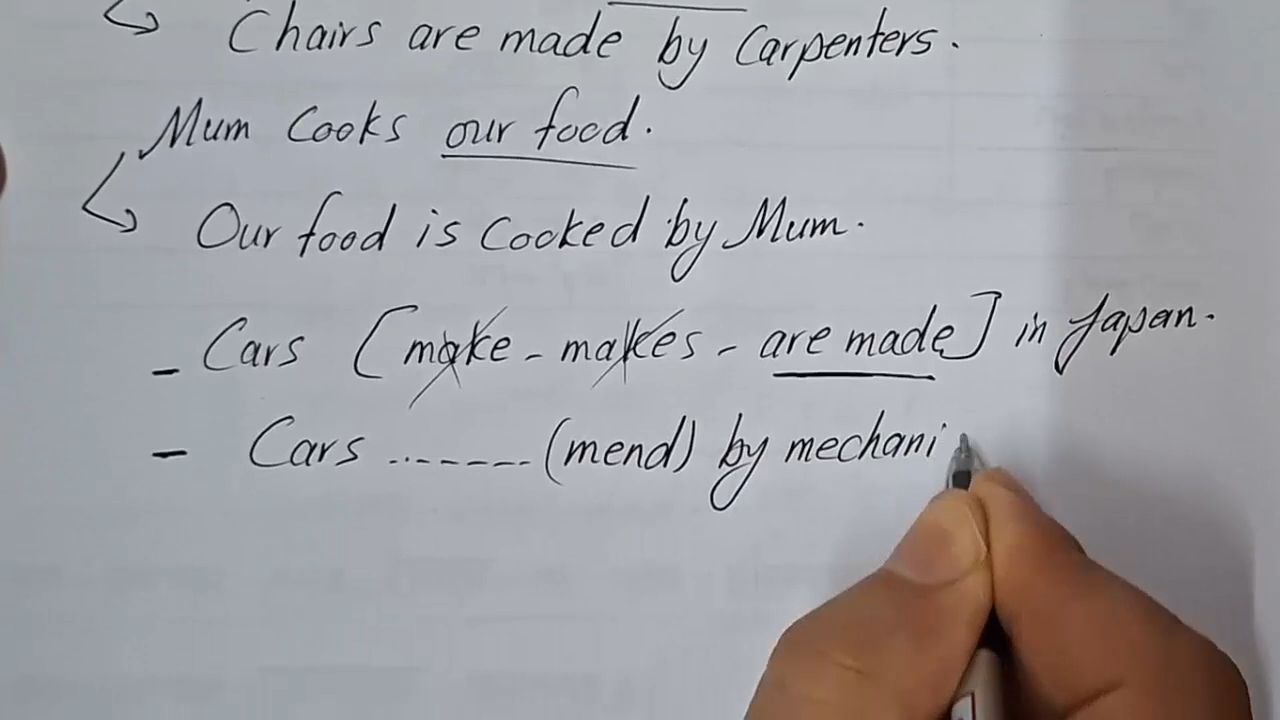 Chairs are made by Carpenters.
Mum Cooks our food.
Our food is Cooked by Mum.
- Cars [make - makes - are made] in Japan.
- Cars ........ (mend) by mechani